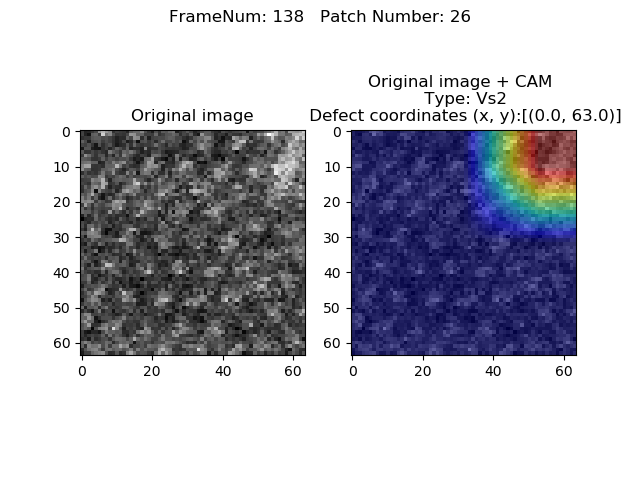 FrameNum: 138   Patch Number: 26
Original image
Original image + CAM
Type: Vs2
Defect coordinates (x, y):[(0.0, 63.0)]
0
10
20
30
40
50
60
0 20 40 60
0
10
20
30
40
50
60
0 20 40 60